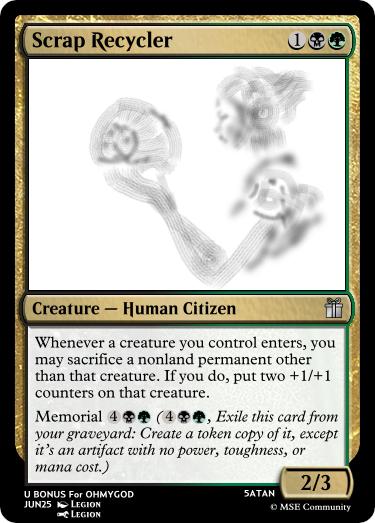 Scrap Recycler 1
Creature — Human Citizen
Whenever a creature you control enters, you
may sacrifice a nonland permanent other
than that creature. If you do, put two +1/+1
counters on that creature.
Memorial 4 (4, Exile this card from
your graveyard: Create a token copy of it, except
it's an artifact with no power, toughness, or
mana cost.)
2/3
U BONUS For OHMYGOD 5ATAN
JUN25 Legion © MSE Community
Legion